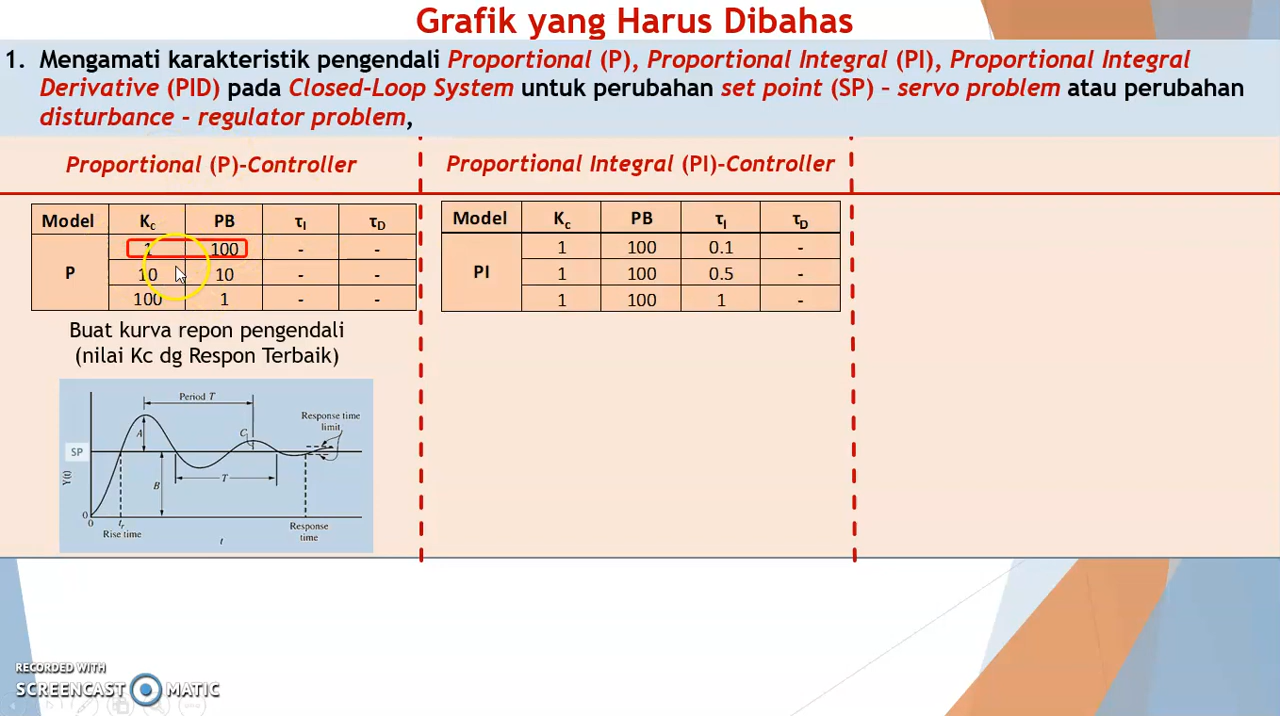 Grafik yang Harus Dibahas
1. Mengamati karakteristik pengendali Proportional (P), Proportional Integral (PI), Proportional Integral
Derivative (PID) pada Closed-Loop System untuk perubahan set point (SP) – servo problem atau perubahan
disturbance – regulator problem,
Proportional (P)-Controller
Model Kc PB τI τD
1 100 - -
P 10 10 - -
100 1 - -
Buat kurva repon pengendali
(nilai Kc dg Respon Terbaik)
Period T
Response time
limit
A
C
SP
Y(t)
B
T
0
0
tr
Rise time
Response
time
t
Proportional Integral (PI)-Controller
Model Kc PB τI τD
1 100 0.1 -
PI 1 100 0.5 -
1 100 1 -
RECORDED WITH
SCREENCAST MATIC